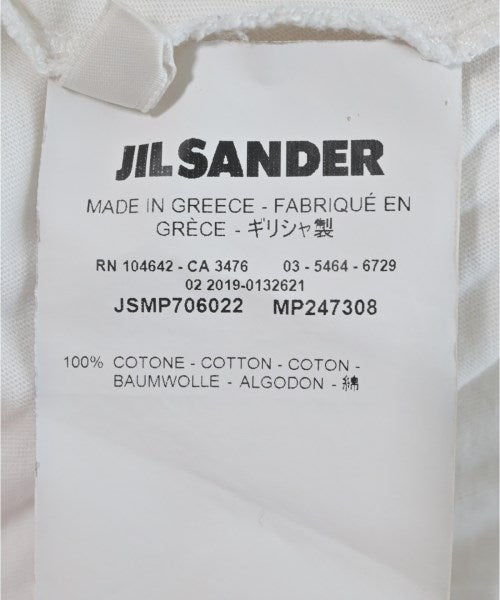 JIL SANDER
MADE IN GREECE - FABRIQUÉ EN
GRÈCE - ギリシャ製
RN 104642 - CA 3476 03 - 5464 - 6729
02 2019-0132621
JSMP706022 MP247308
100% COTONE - COTTON - COTON -
BAUMWOLLE - ALGODON - 綿